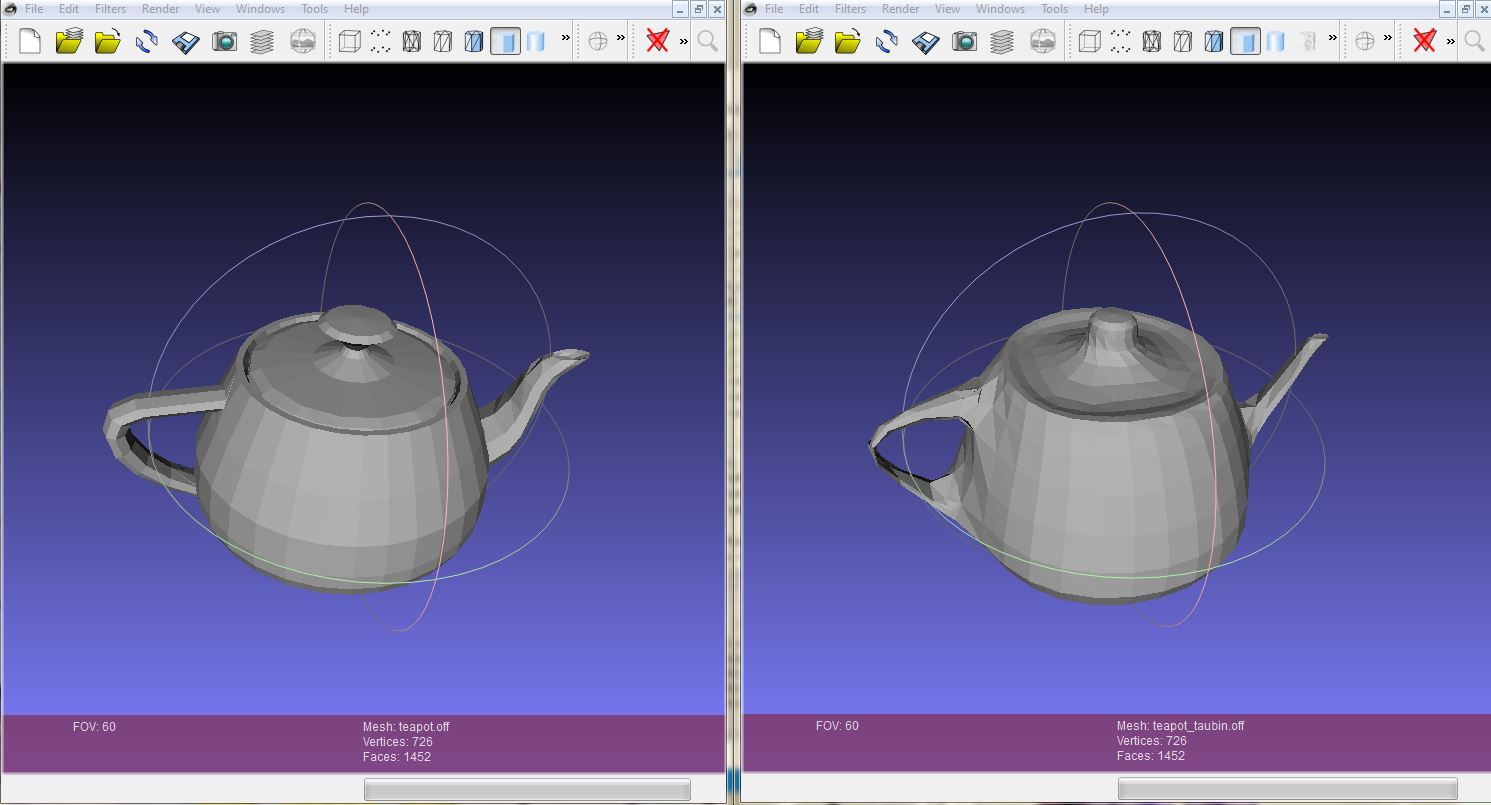 File Edit Filters Render View Windows Tools Help
FOV: 60
Mesh: teapot.off
Vertices: 726
Faces: 1452
File Edit Filters Render View Windows Tools Help
FOV: 60
Mesh: teapot_taubin.off
Vertices: 726
Faces: 1452